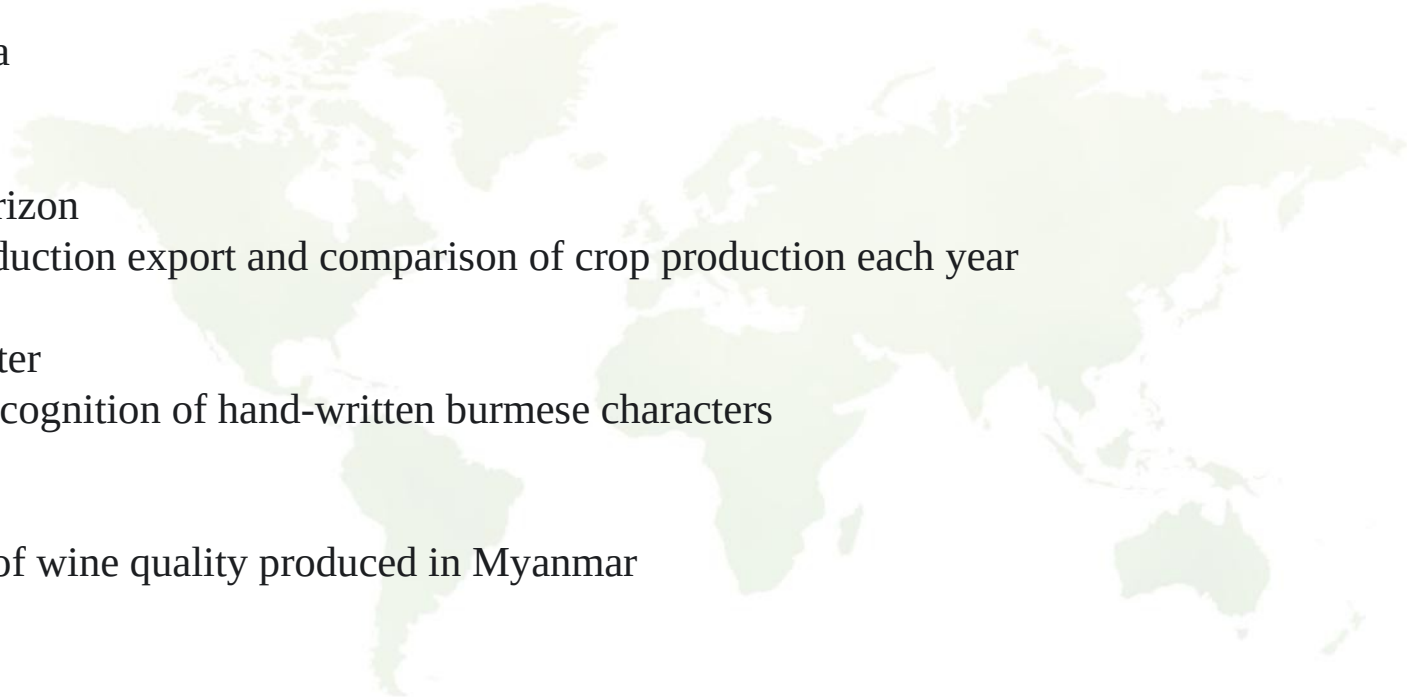 a
rizon
duction export and comparison of crop production each year
ter
cognition of hand-written burmese characters
of wine quality produced in Myanmar